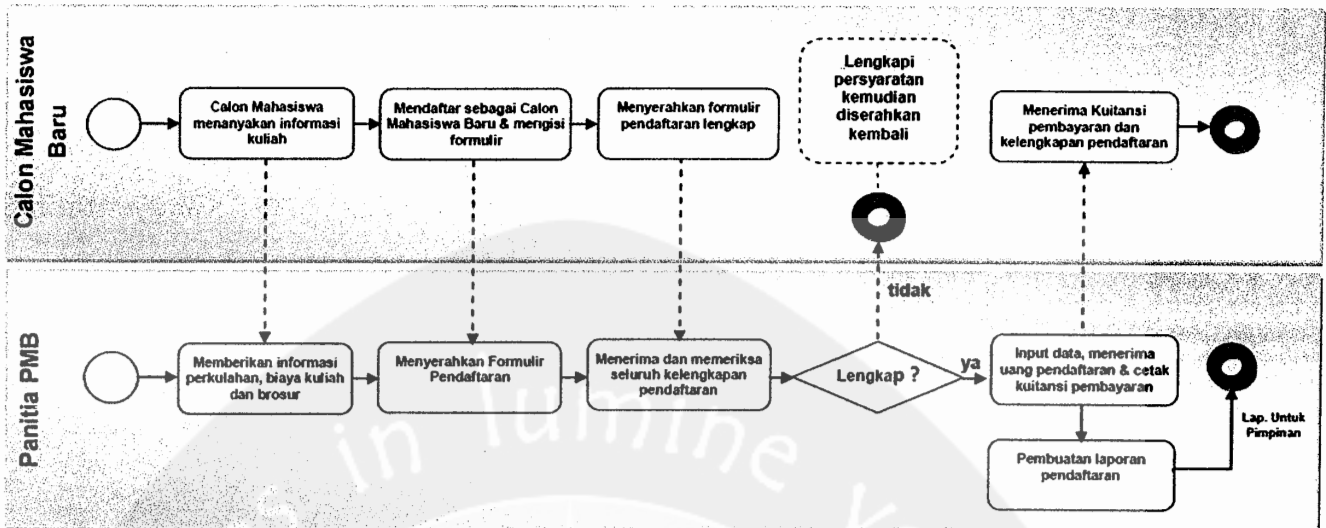 Calon Mahasiswa
Baru
Calon Mahasiswa
menanyakan informasi
kuliah
Mendaftar sebagai Calon
Mahasiswa Baru & mengisi
formulir
Menyerahkan formulir
pendaftaran lengkap
Lengkapi
persyaratan
kemudian
diserahkan
kembali
Menerima Kuitansi
pembayaran dan
kelengkapan pendaftaran
Panitia PMB
Memberikan informasi
perkulahan, biaya kuliah
dan brosur
Menyerahkan Formulir
Pendaftaran
Menerima dan memeriksa
seluruh kelengkapan
pendaftaran
Lengkap ?
tidak
ya
Input data, menerima
uang pendaftaran & cetak
kuitansi pembayaran
Pembuatan laporan
pendaftaran
Lap. Untuk
Pimpinan
s in lumine v